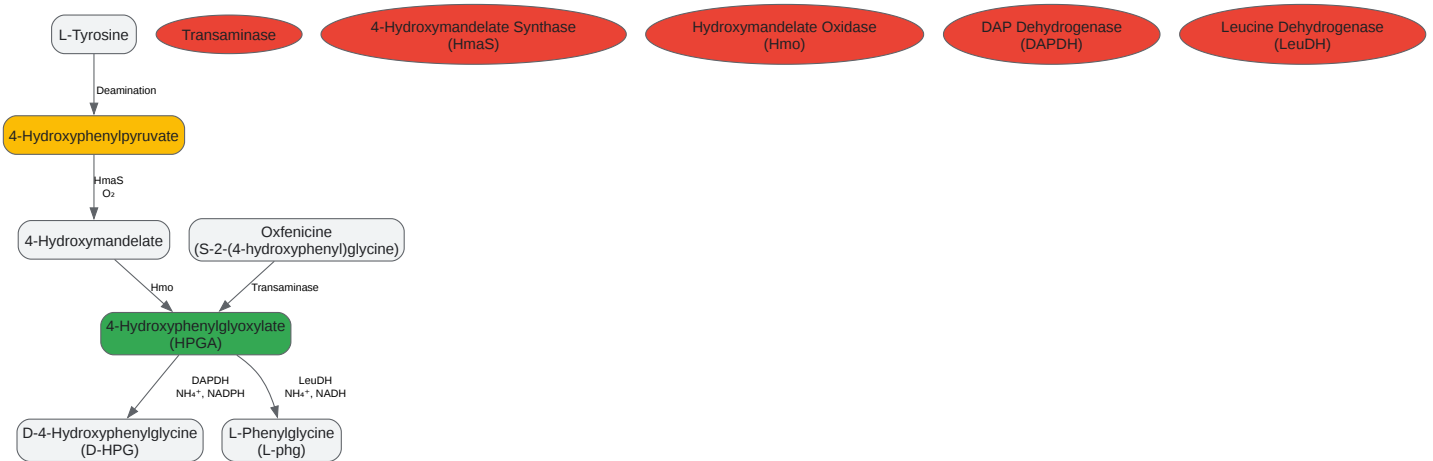 L-Tyrosine
Transaminase
4-Hydroxymandelate Synthase
(HmaS)
Hydroxymandelate Oxidase
(Hmo)
DAP Dehydrogenase
(DAPDH)
Leucine Dehydrogenase
(LeuDH)
Deamination
4-Hydroxyphenylpyruvate
HmaS
O₂
4-Hydroxymandelate
Oxfenicine
(S-2-(4-hydroxyphenyl)glycine)
Hmo
Transaminase
4-Hydroxyphenylglyoxylate
(HPGA)
DAPDH
NH₄⁺, NADPH
LeuDH
NH₄⁺, NADH
D-4-Hydroxyphenylglycine
(D-HPG)
L-Phenylglycine
(L-phg)